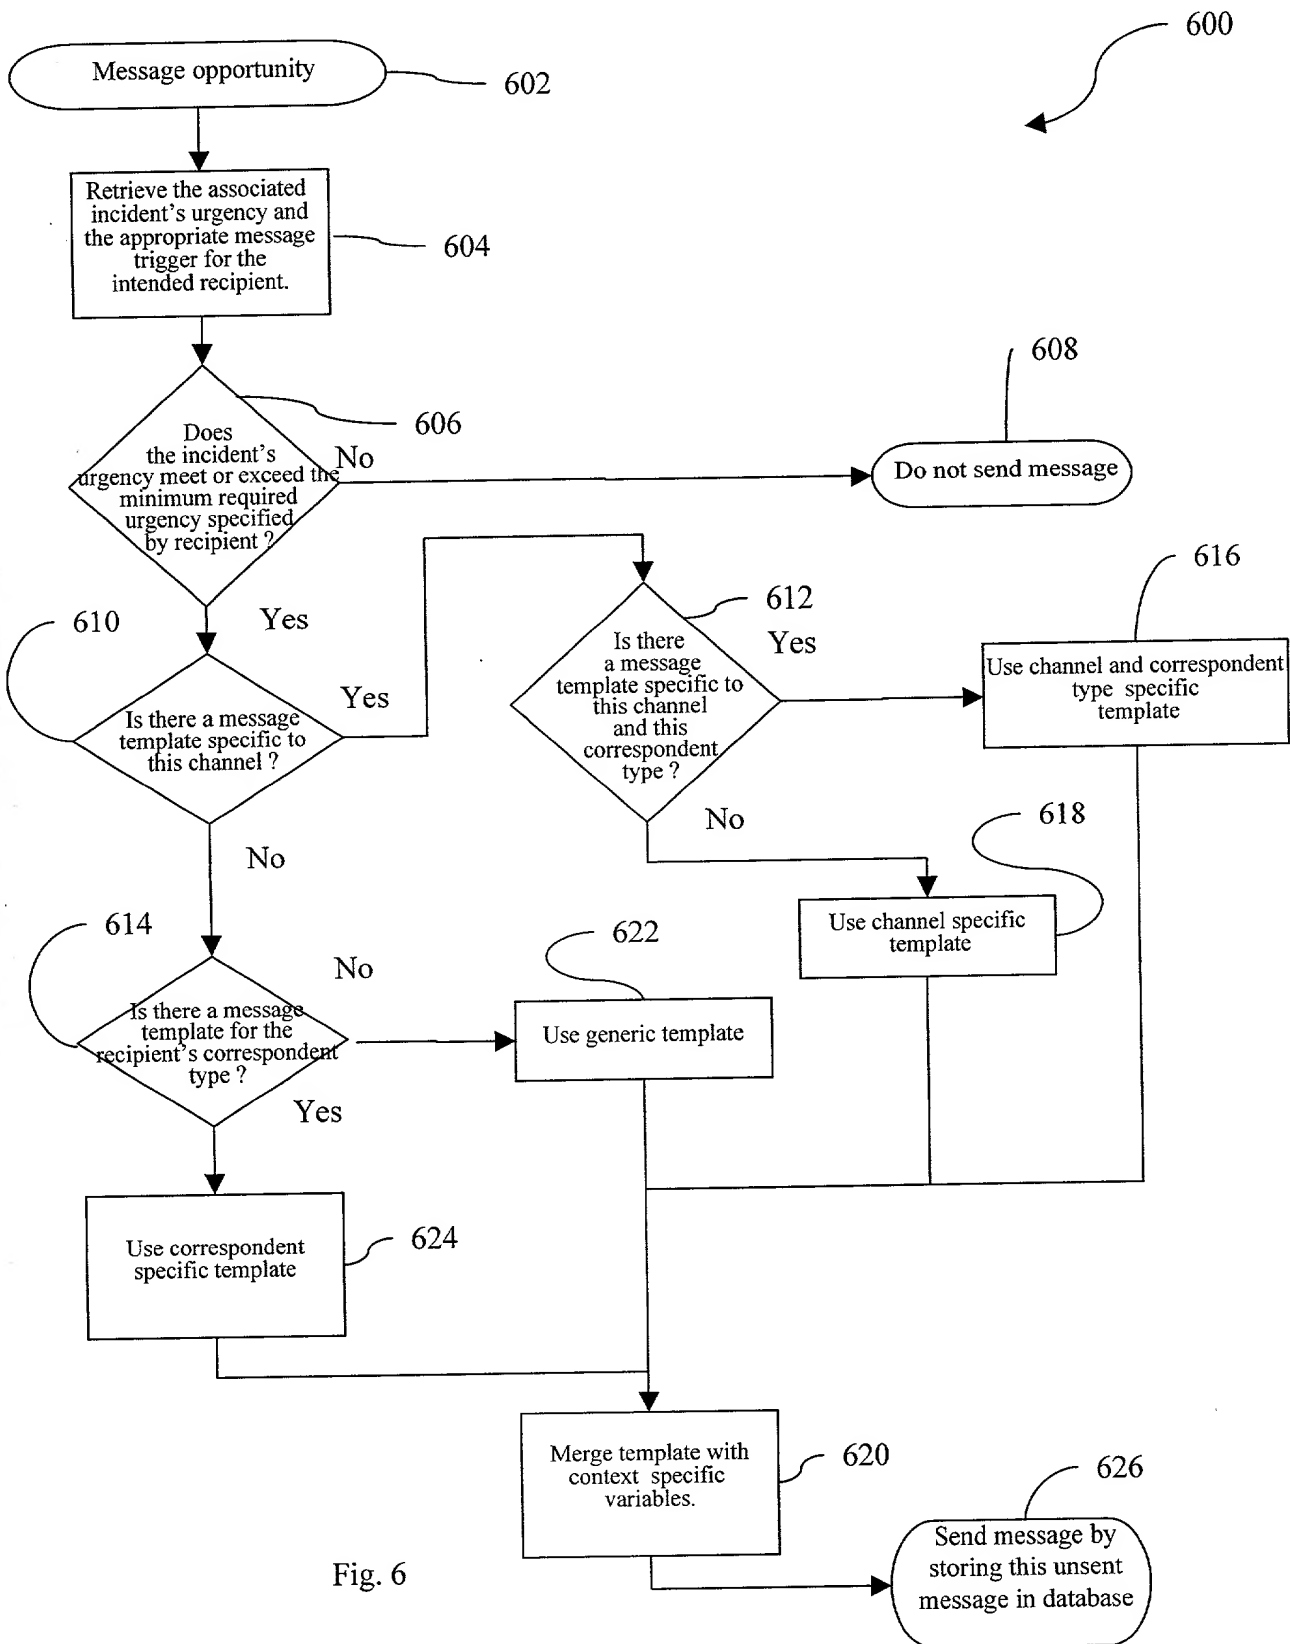 600
Message opportunity
602
Retrieve the associated
incident's urgency and
the appropriate message
trigger for the
intended recipient.
604
608
Do not send message
606
Does
the incident's
urgency meet or exceed the
minimum required
urgency specified
by recipient ?
No
Yes
610
Is there a message
template specific to
this channel ?
Yes
No
612
Is there
a message
template specific to
this channel
and this
correspondent
type ?
Yes
No
616
Use channel and correspondent
type specific
template
618
Use channel specific
template
614
Is there a message
template for the
recipient's correspondent
type ?
No
Yes
622
Use generic template
624
Use correspondent
specific template
620
Merge template with
context specific
variables.
626
Send message by
storing this unsent
message in database
Fig. 6